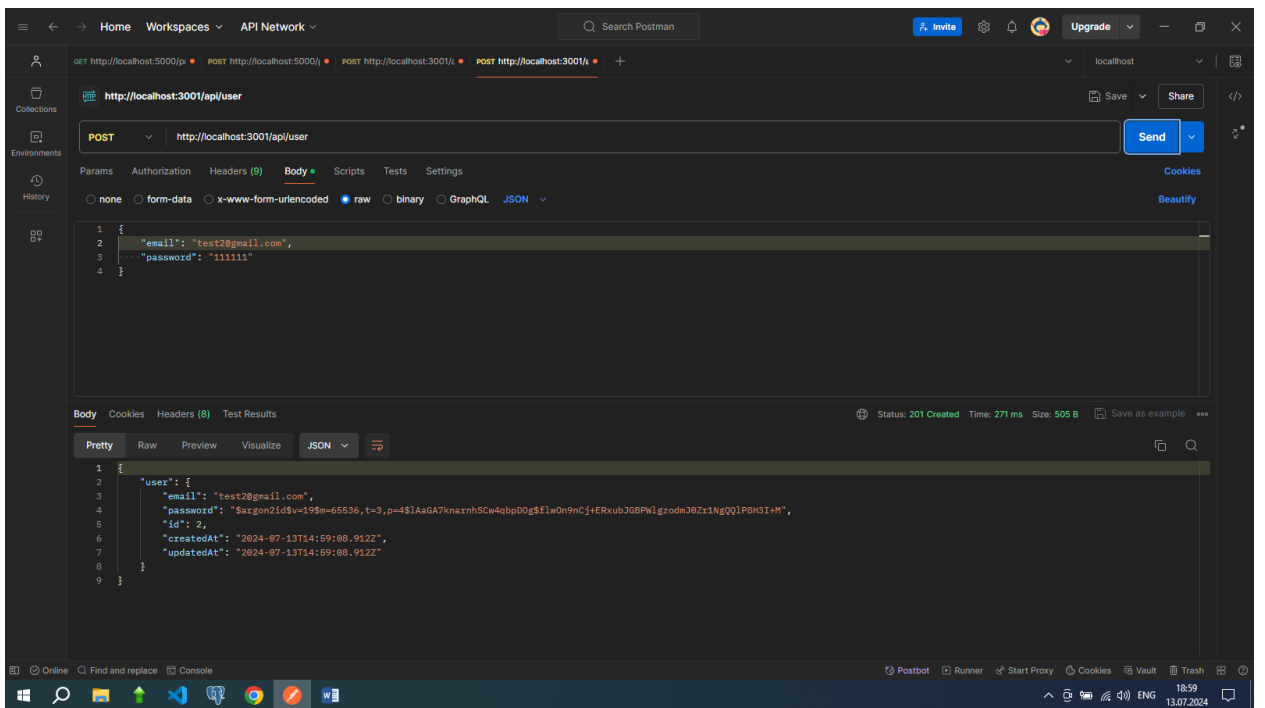 Home Workspaces API Network Search Postman Invite Upgrade
GET http://localhost:5000/p POST http://localhost:5000/ POST http://localhost:3001/ POST http://localhost:3001/ + locallhost
HTTP http://localhost:3001/api/user Save Share
Collections
POST http://localhost:3001/api/user Send
Environments
Params Authorization Headers (9) Body Scripts Tests Settings Cookies
History
none form-data x-www-form-urlencoded raw binary GraphQL JSON Beautify
1 {
2 "email": "test2@gmail.com",
3 "password": "111111"
4 }
Body Cookies Headers (8) Test Results Status: 201 Created Time: 271 ms Size: 505 B Save as example
Pretty Raw Preview Visualize JSON
1 {
2 "user": {
3 "email": "test2@gmail.com",
4 "password": "$argon2id$v=19$m=65536,t=3,p=4$lAaGA7knarnhSCw4qbpDOg$flwOn9nCj+ERxubJGBPWlgzodmJ0Zr1NgQQlP8H3I+M",
5 "id": 2,
6 "createdAt": "2024-07-13T14:59:08.912Z",
7 "updatedAt": "2024-07-13T14:59:08.912Z"
8 }
9 }
Online Find and replace Console Postbot Runner Start Proxy Cookies Vault Trash
ENG 18:59
13.07.2024